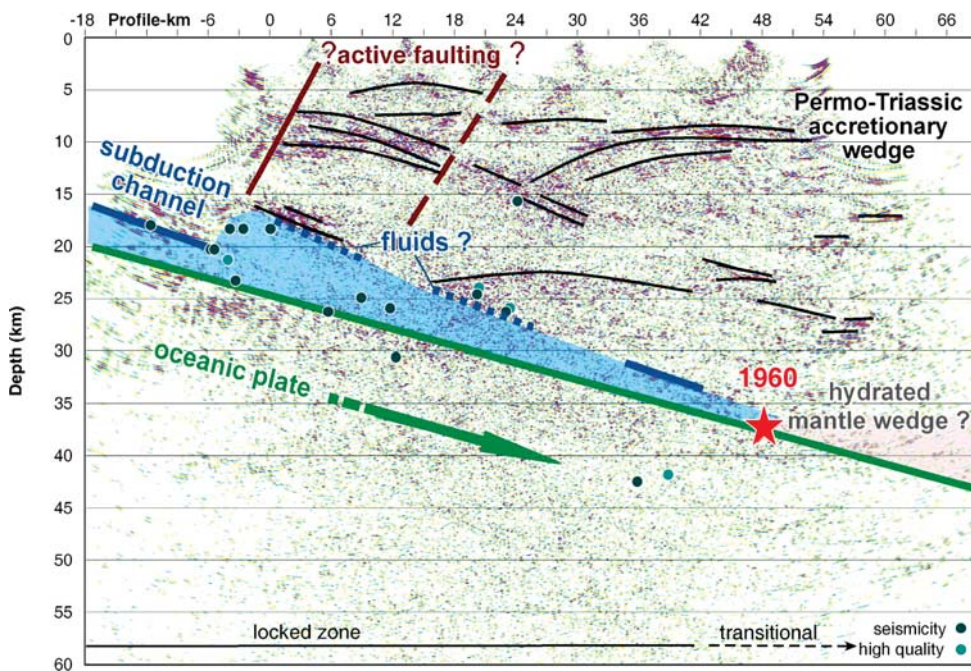 -18 Profile-km -6 0 6 12 18 24 30 36 42 48 54 60 66
0
5
10
15
20
25
30
35
40
45
50
55
60
Depth (km)
?active faulting ?
Permo-Triassic
accretionary
wedge
subduction
channel
fluids ?
oceanic plate
1960
hydrated
mantle wedge ?
locked zone
transitional
seismicity
high quality